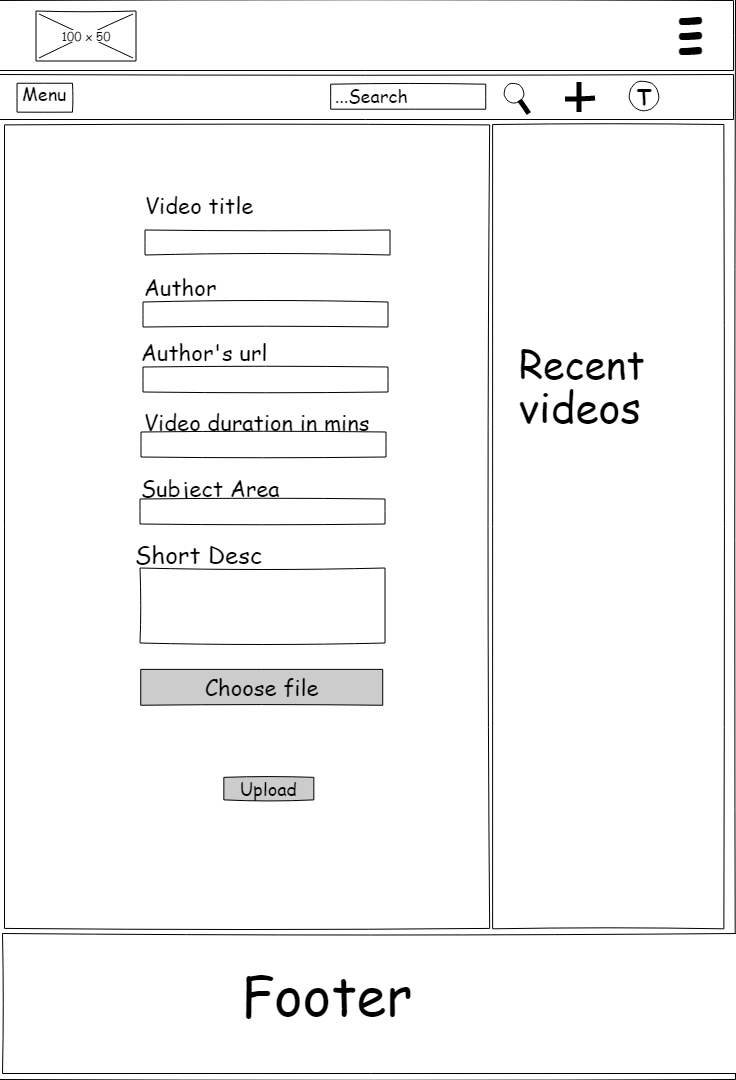 100 x 50
Menu
...Search
T
Video title
Author
Author's url
Video duration in mins
Subject Area
Short Desc
Choose file
Upload
Recent
videos
Footer